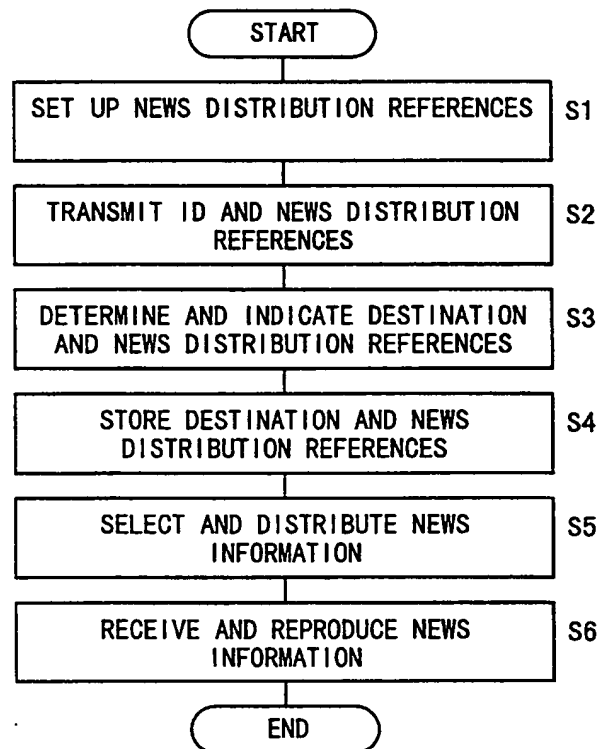 START
SET UP NEWS DISTRIBUTION REFERENCES S1
TRANSMIT ID AND NEWS DISTRIBUTION S2
REFERENCES
DETERMINE AND INDICATE DESTINATION S3
AND NEWS DISTRIBUTION REFERENCES
STORE DESTINATION AND NEWS S4
DISTRIBUTION REFERENCES
SELECT AND DISTRIBUTE NEWS S5
INFORMATION
RECEIVE AND REPRODUCE NEWS S6
INFORMATION
END